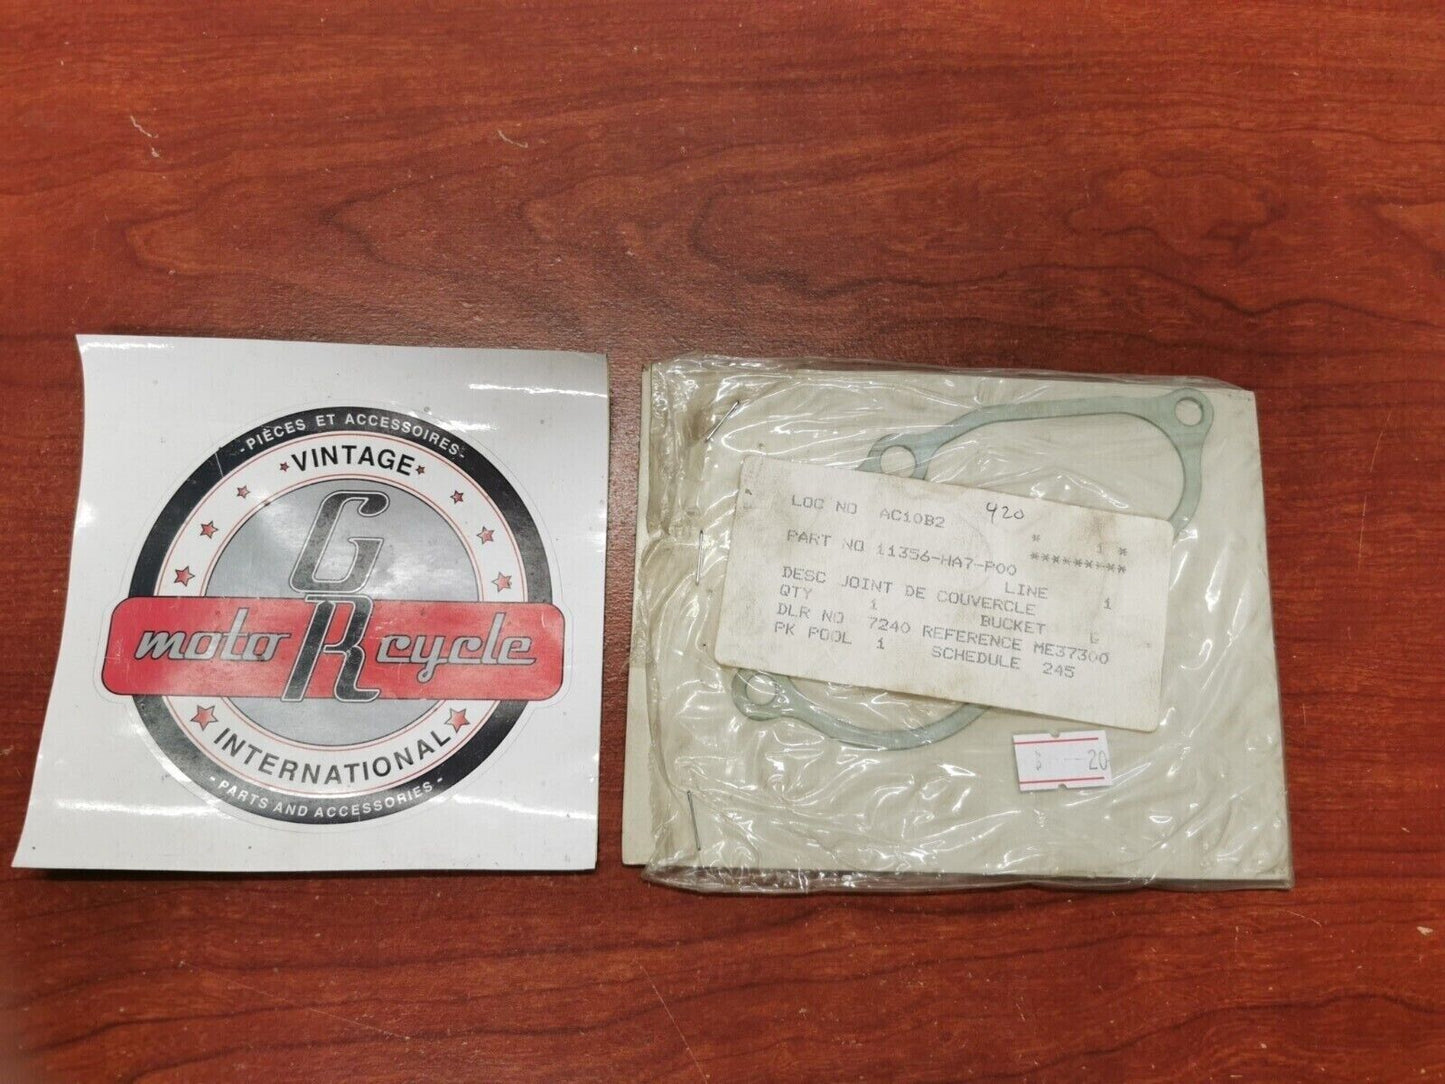 -PIÈCES ET ACCESSOIRES-
VINTAGE
G
moto R cycle
INTERNATIONAL
- PARTS AND ACCESSORIES -
LOC NO AC10B2 920
* 1 *
PART NO 11356-HA7-P00 *********
LINE 1
DESC JOINT DE COUVERCLE
QTY 1 BUCKET G
DLR NO 7240 REFERENCE ME37300
PK POOL 1 SCHEDULE 245
$ --20